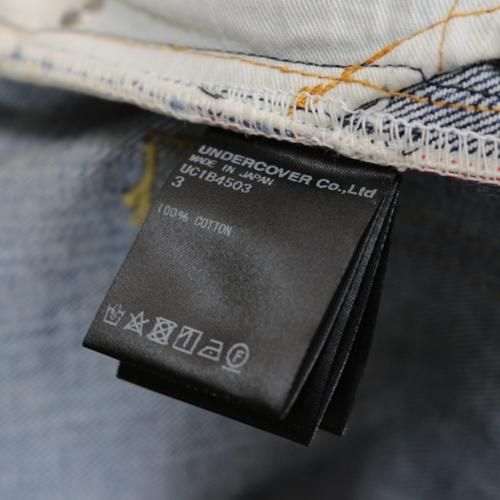 UNDERCOVER Co.,Ltd.
MADE IN JAPAN
UC1B4503
3
100% COTTON
F